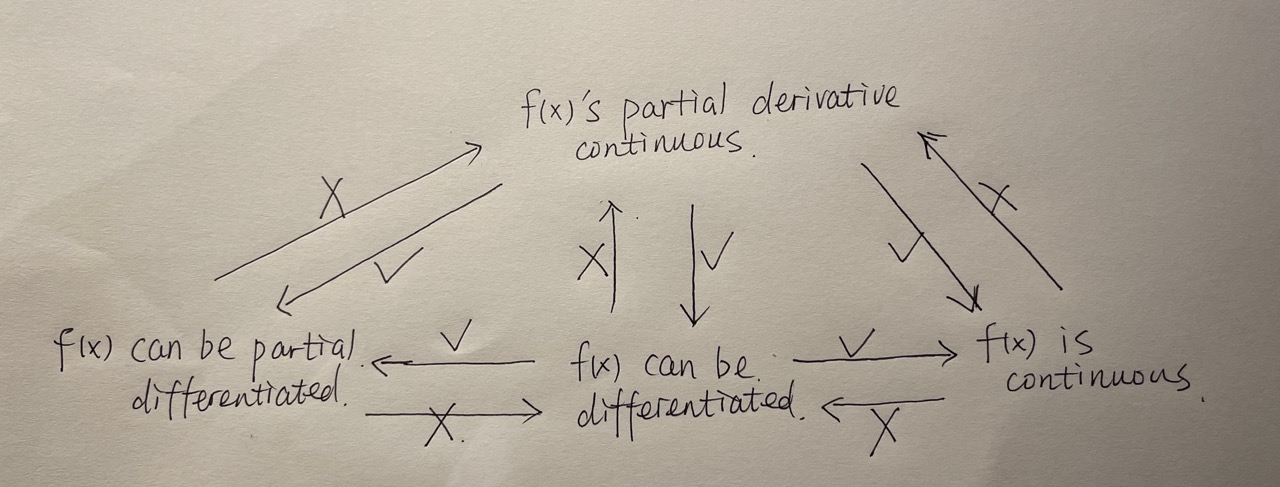 f(x)'s partial derivative
continuous.
X
✓
X
✓
✓
X
f(x) can be partial
differentiated.
✓
X.
f(x) can be
differentiated.
✓
X
f(x) is
continuous.